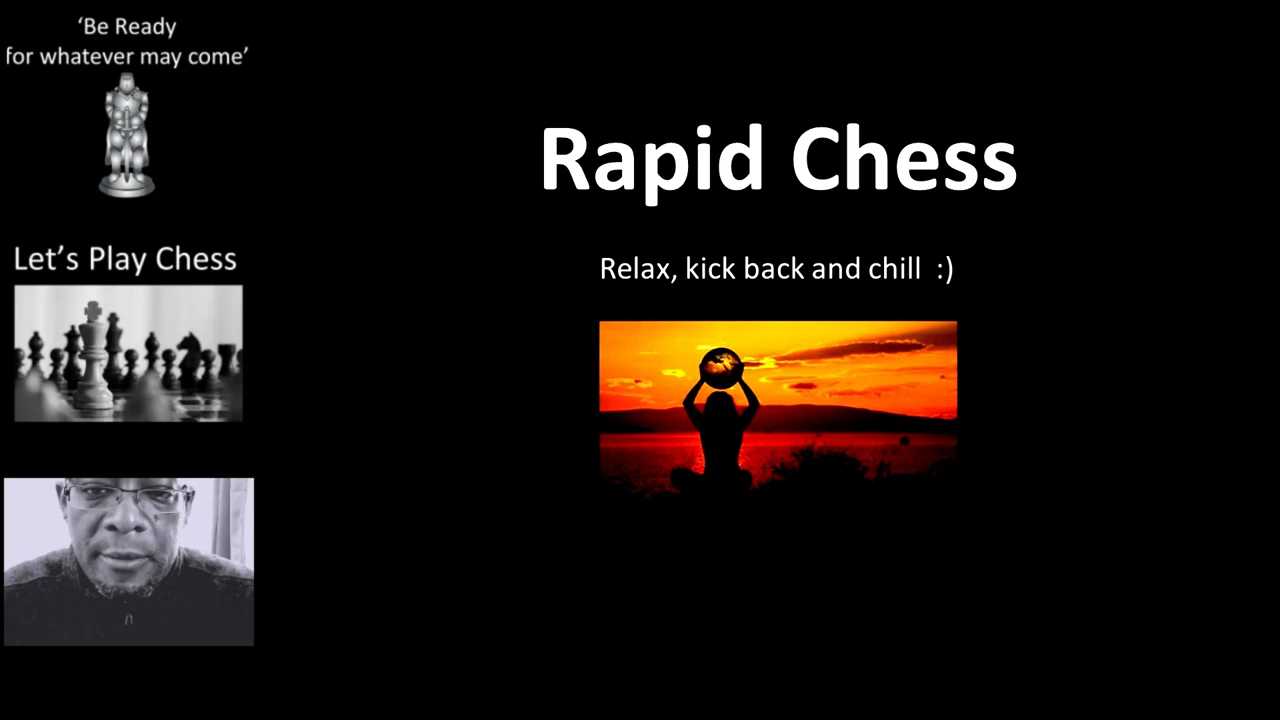 ‘Be Ready
for whatever may come’
Let’s Play Chess
Rapid Chess
Relax, kick back and chill  :)